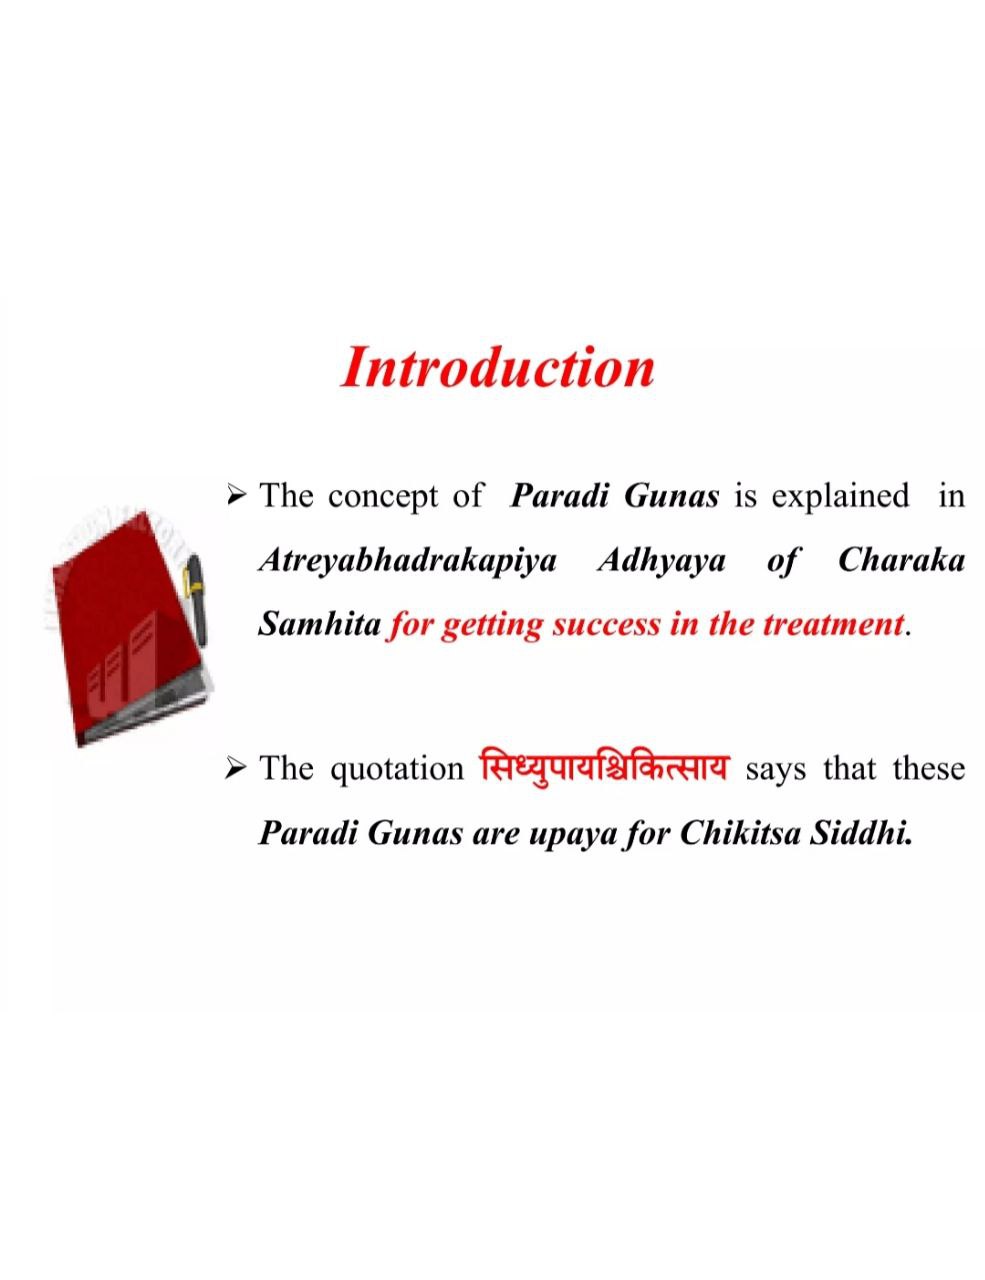 Introduction
➢ The concept of Paradi Gunas is explained in
Atreyabhadrakapiya Adhyaya of Charaka
Samhita for getting success in the treatment.
➢ The quotation सिध्युपायश्चिकित्साय says that these
Paradi Gunas are upaya for Chikitsa Siddhi.